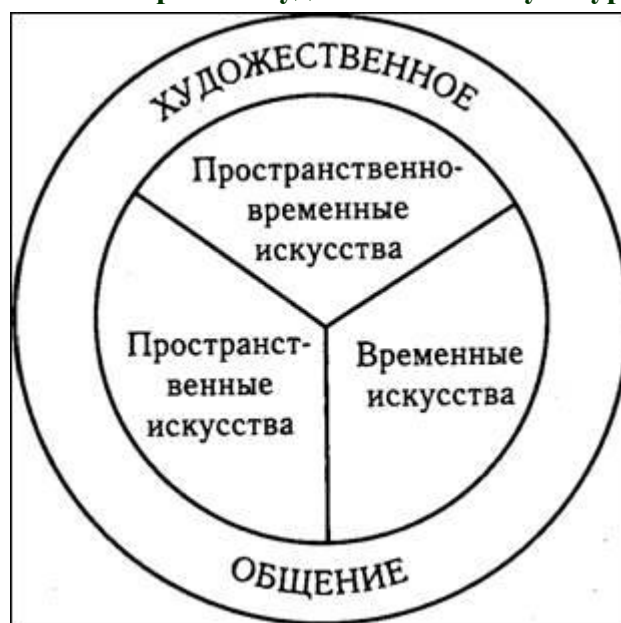 ХУДОЖЕСТВЕННОЕ
Пространственно-
временные
искусства
Пространст-
венные
искусства
Временные
искусства
ОБЩЕНИЕ